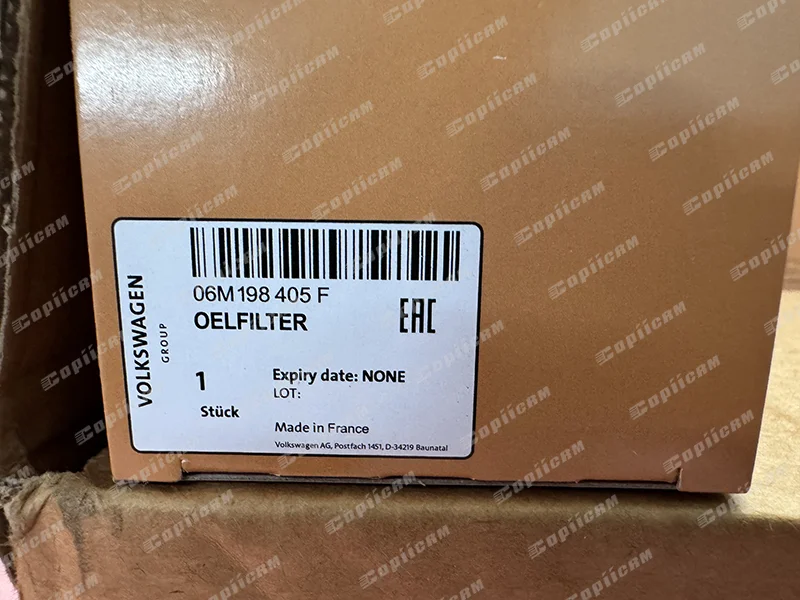 VOLKSWAGEN
GROUP
06M 198 405 F
OELFILTER
EAC
1
Stück
Expiry date: NONE
LOT:
Made in France
Volkswagen AG, Postfach 1451, D-34219 Baunatal
Copiicam